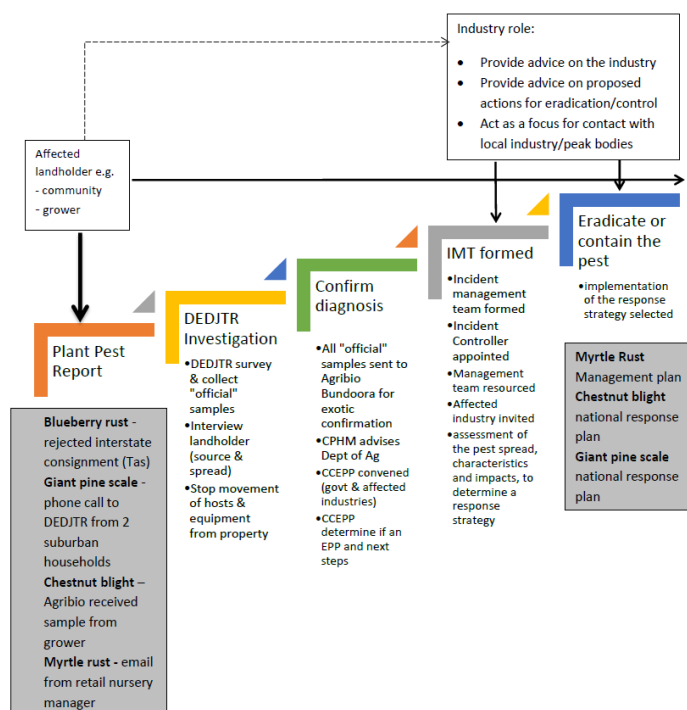 Industry role:
• Provide advice on the industry
• Provide advice on proposed
actions for eradication/control
• Act as a focus for contact with
local industry/peak bodies
Affected
landholder e.g.
- community
- grower
Plant Pest
Report
Blueberry rust -
rejected interstate
consignment (Tas)
Giant pine scale -
phone call to
DEDJTR from 2
suburban
households
Chestnut blight –
Agribio received
sample from
grower
Myrtle rust - email
from retail nursery
manager
DEDJTR
Investigation
•DEDJTR survey
& collect
"official"
samples
•Interview
landholder
(source &
spread)
•Stop movement
of hosts &
equipment
from property
Confirm
diagnosis
•All "official"
samples sent to
Agribio
Bundoora for
exotic
confirmation
•CPHM advises
Dept of Ag
•CCEPP convened
(govt & affected
industries)
•CCEPP
determine if an
EPP and next
steps
IMT formed
•Incident
management
team formed
•Incident
Controller
appointed
•Management
team resourced
•Affected
industry invited
•assessment of
the pest spread,
characteristics
and impacts, to
determine a
response
strategy
Eradicate or
contain the
pest
•implementation
of the response
strategy selected
Myrtle Rust
Management plan
Chestnut blight
national response
plan
Giant pine scale
national response
plan